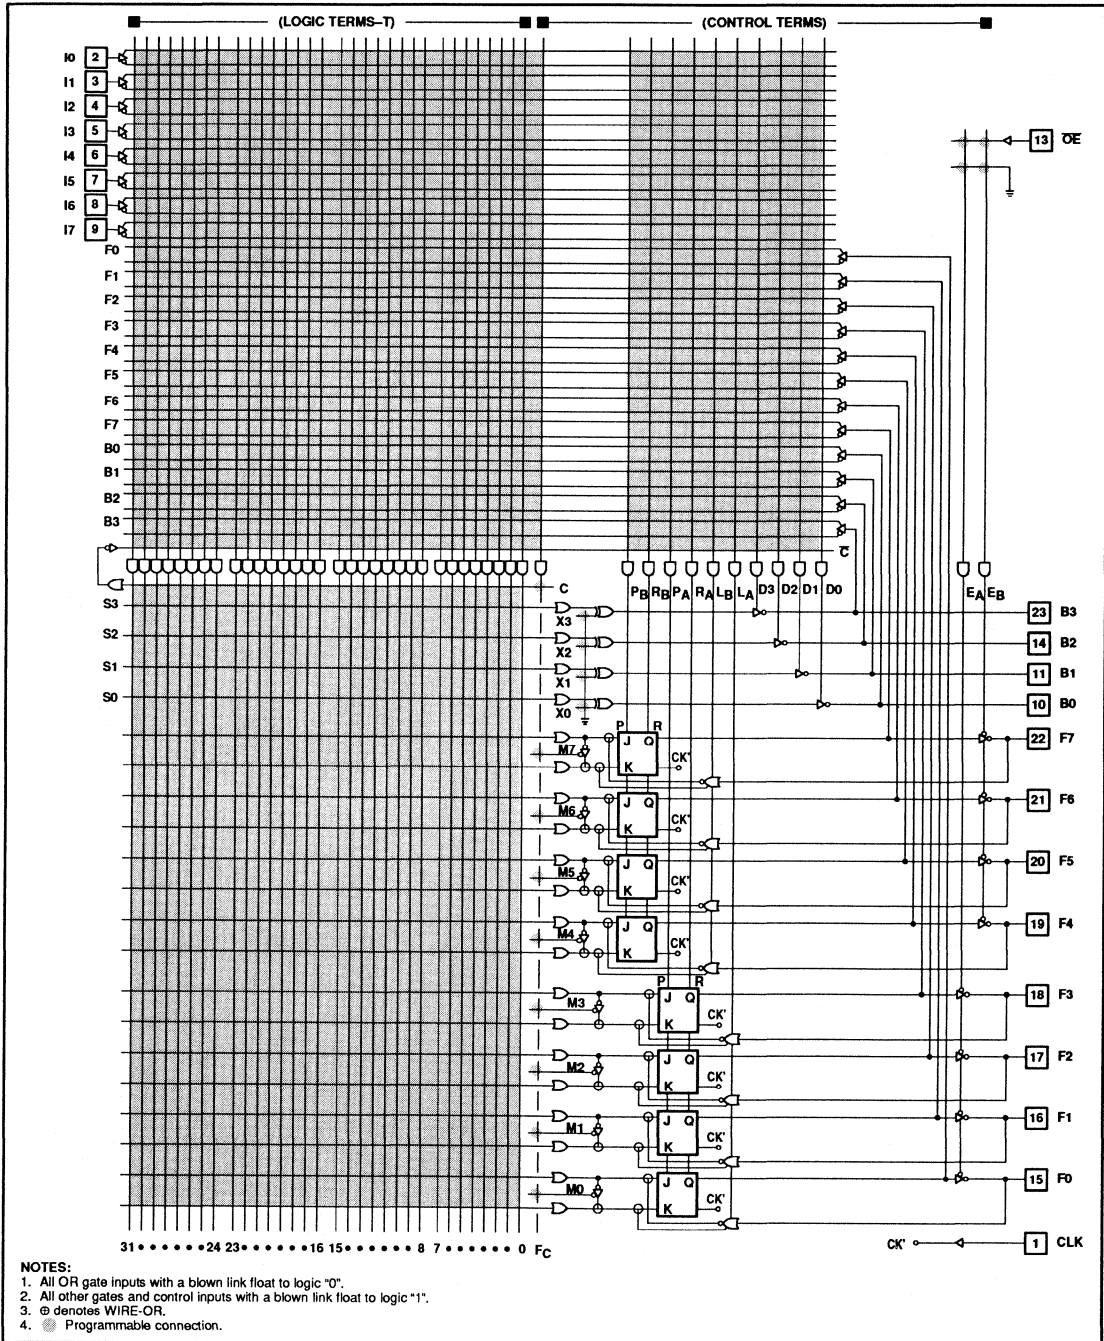 (LOGIC TERMS–T) (CONTROL TERMS)
I0 2
I1 3
I2 4
I3 5
13 OE
I4 6
I5 7
I6 8
I7 9
F0
F1
F2
F3
F4
F5
F6
F7
B0
B1
B2
B3
C
C PB RB PA RA LB LA D3 D2 D1 D0 EA EB
S3 X3 23 B3
S2 X2 14 B2
S1 X1 11 B1
S0 X0 10 B0
P R
M7 J Q CK' 22 F7
K
M6 J Q CK' 21 F6
K
M5 J Q CK' 20 F5
K
M4 J Q CK' 19 F4
K
P R
M3 J Q CK' 18 F3
K
M2 J Q CK' 17 F2
K
M1 J Q CK' 16 F1
K
M0 J Q CK' 15 F0
K
31 • • • • • • 24 23 • • • • • • 16 15 • • • • • • 8 7 • • • • • • 0 FC
CK' 1 CLK
NOTES:
1. All OR gate inputs with a blown link float to logic "0".
2. All other gates and control inputs with a blown link float to logic "1".
3. ⊕ denotes WIRE-OR.
4. Programmable connection.